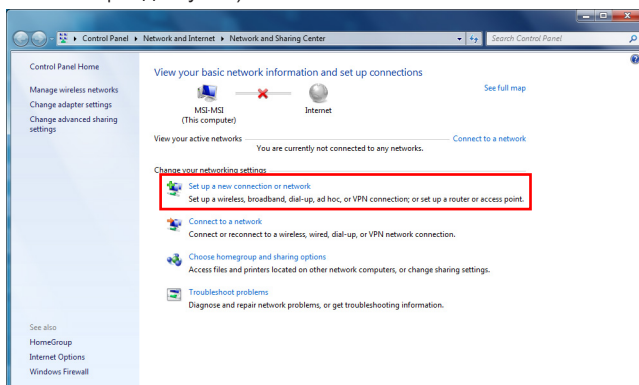 Control Panel ▸ Network and Internet ▸ Network and Sharing Center
Search Control Panel
Control Panel Home
Manage wireless networks
Change adapter settings
Change advanced sharing
settings
View your basic network information and set up connections
See full map
MSI-MSI
(This computer)
Internet
View your active networks
Connect to a network
You are currently not connected to any networks.
Change your networking settings
Set up a new connection or network
Set up a wireless, broadband, dial-up, ad hoc, or VPN connection; or set up a router or access point.
Connect to a network
Connect or reconnect to a wireless, wired, dial-up, or VPN network connection.
Choose homegroup and sharing options
Access files and printers located on other network computers, or change sharing settings.
Troubleshoot problems
Diagnose and repair network problems, or get troubleshooting information.
See also
HomeGroup
Internet Options
Windows Firewall